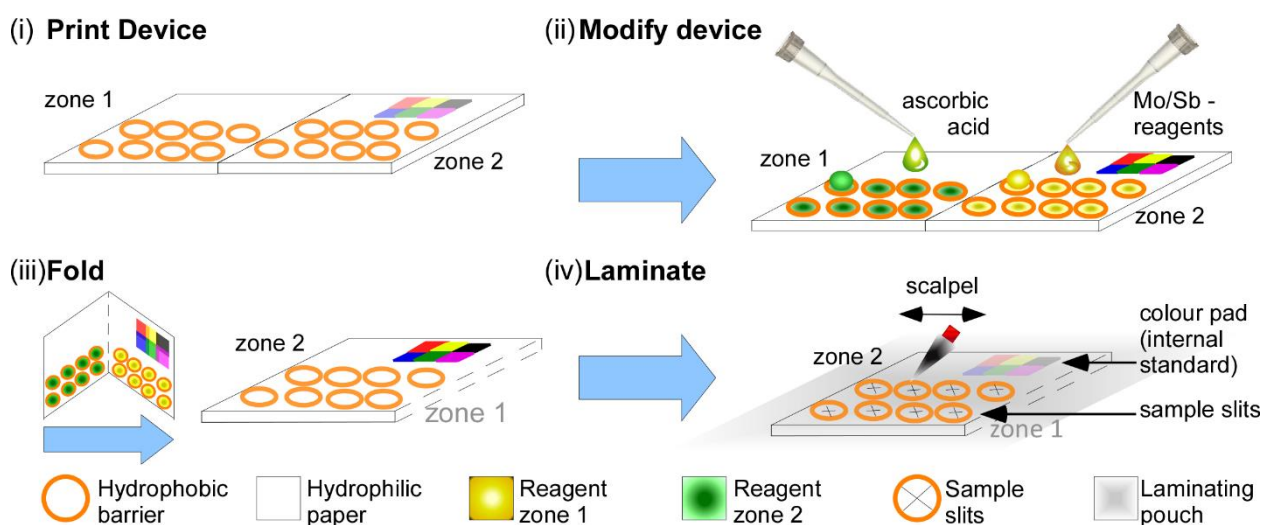 (i) Print Device
zone 1
zone 2
(ii) Modify device
ascorbic
acid
Mo/Sb -
reagents
zone 1
zone 2
(iii) Fold
zone 2
zone 1
(iv) Laminate
scalpel
zone 2
colour pad
(internal
standard)
sample slits
zone 1
Hydrophobic
barrier
Hydrophilic
paper
Reagent
zone 1
Reagent
zone 2
Sample
slits
Laminating
pouch